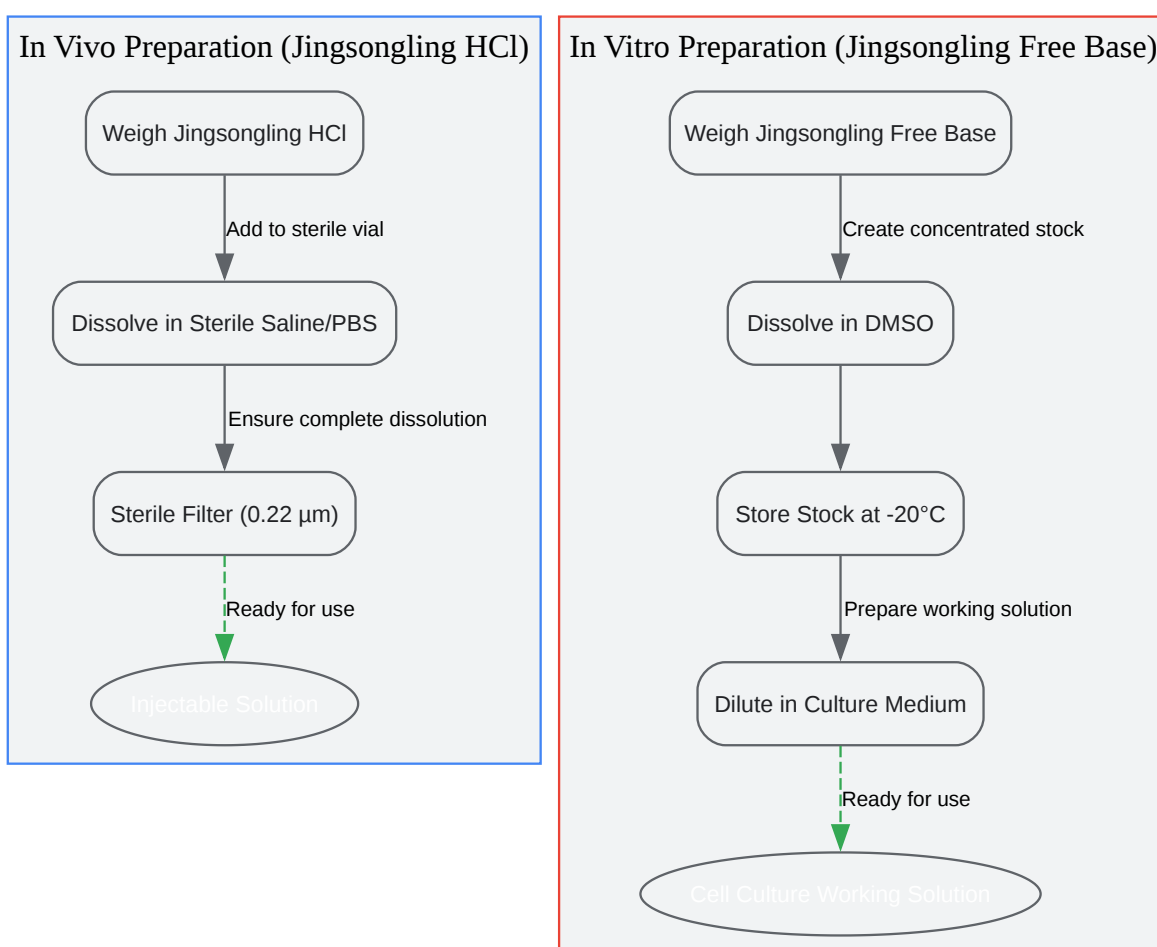 In Vivo Preparation (Jingsongling HCl)
Weigh Jingsongling HCl
Add to sterile vial
Dissolve in Sterile Saline/PBS
Ensure complete dissolution
Sterile Filter (0.22 µm)
Ready for use
Injectable Solution
In Vitro Preparation (Jingsongling Free Base)
Weigh Jingsongling Free Base
Create concentrated stock
Dissolve in DMSO
Store Stock at -20°C
Prepare working solution
Dilute in Culture Medium
Ready for use
Cell Culture Working Solution